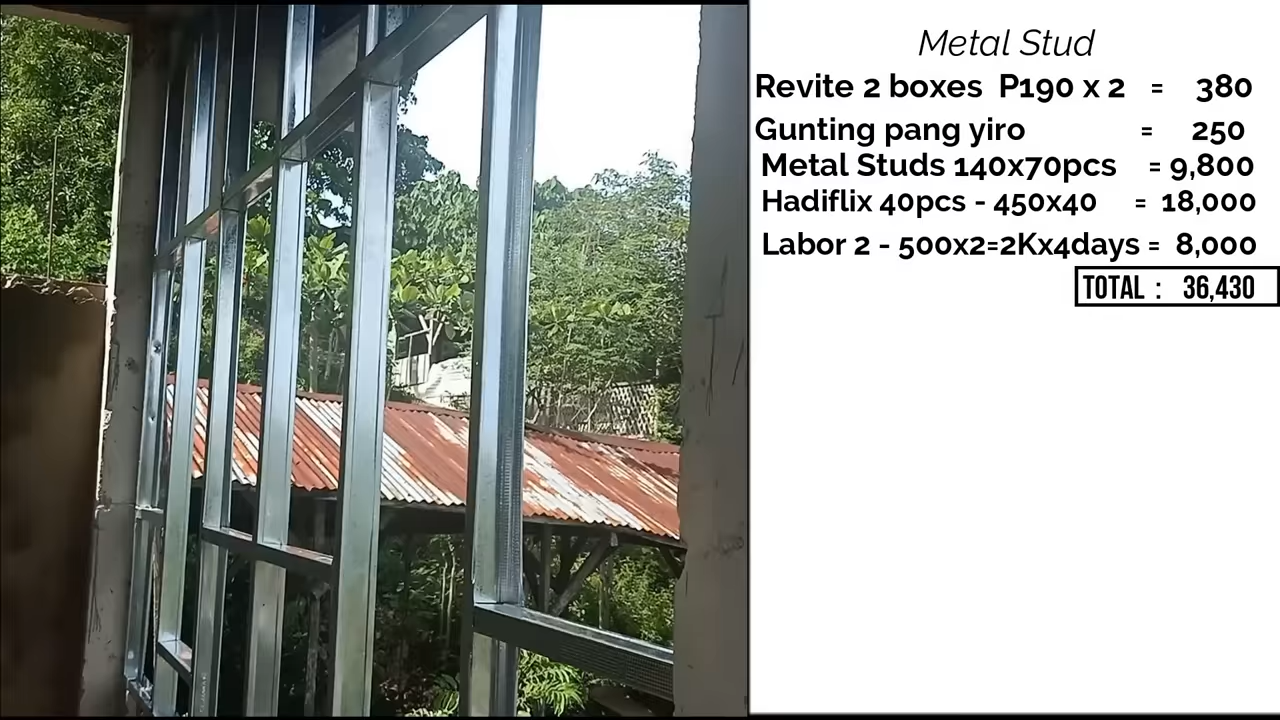 Metal Stud
Revite 2 boxes P190 x 2 = 380
Gunting pang yiro = 250
Metal Studs 140x70pcs = 9,800
Hadiflix 40pcs - 450x40 = 18,000
Labor 2 - 500x2=2Kx4days = 8,000
TOTAL : 36,430